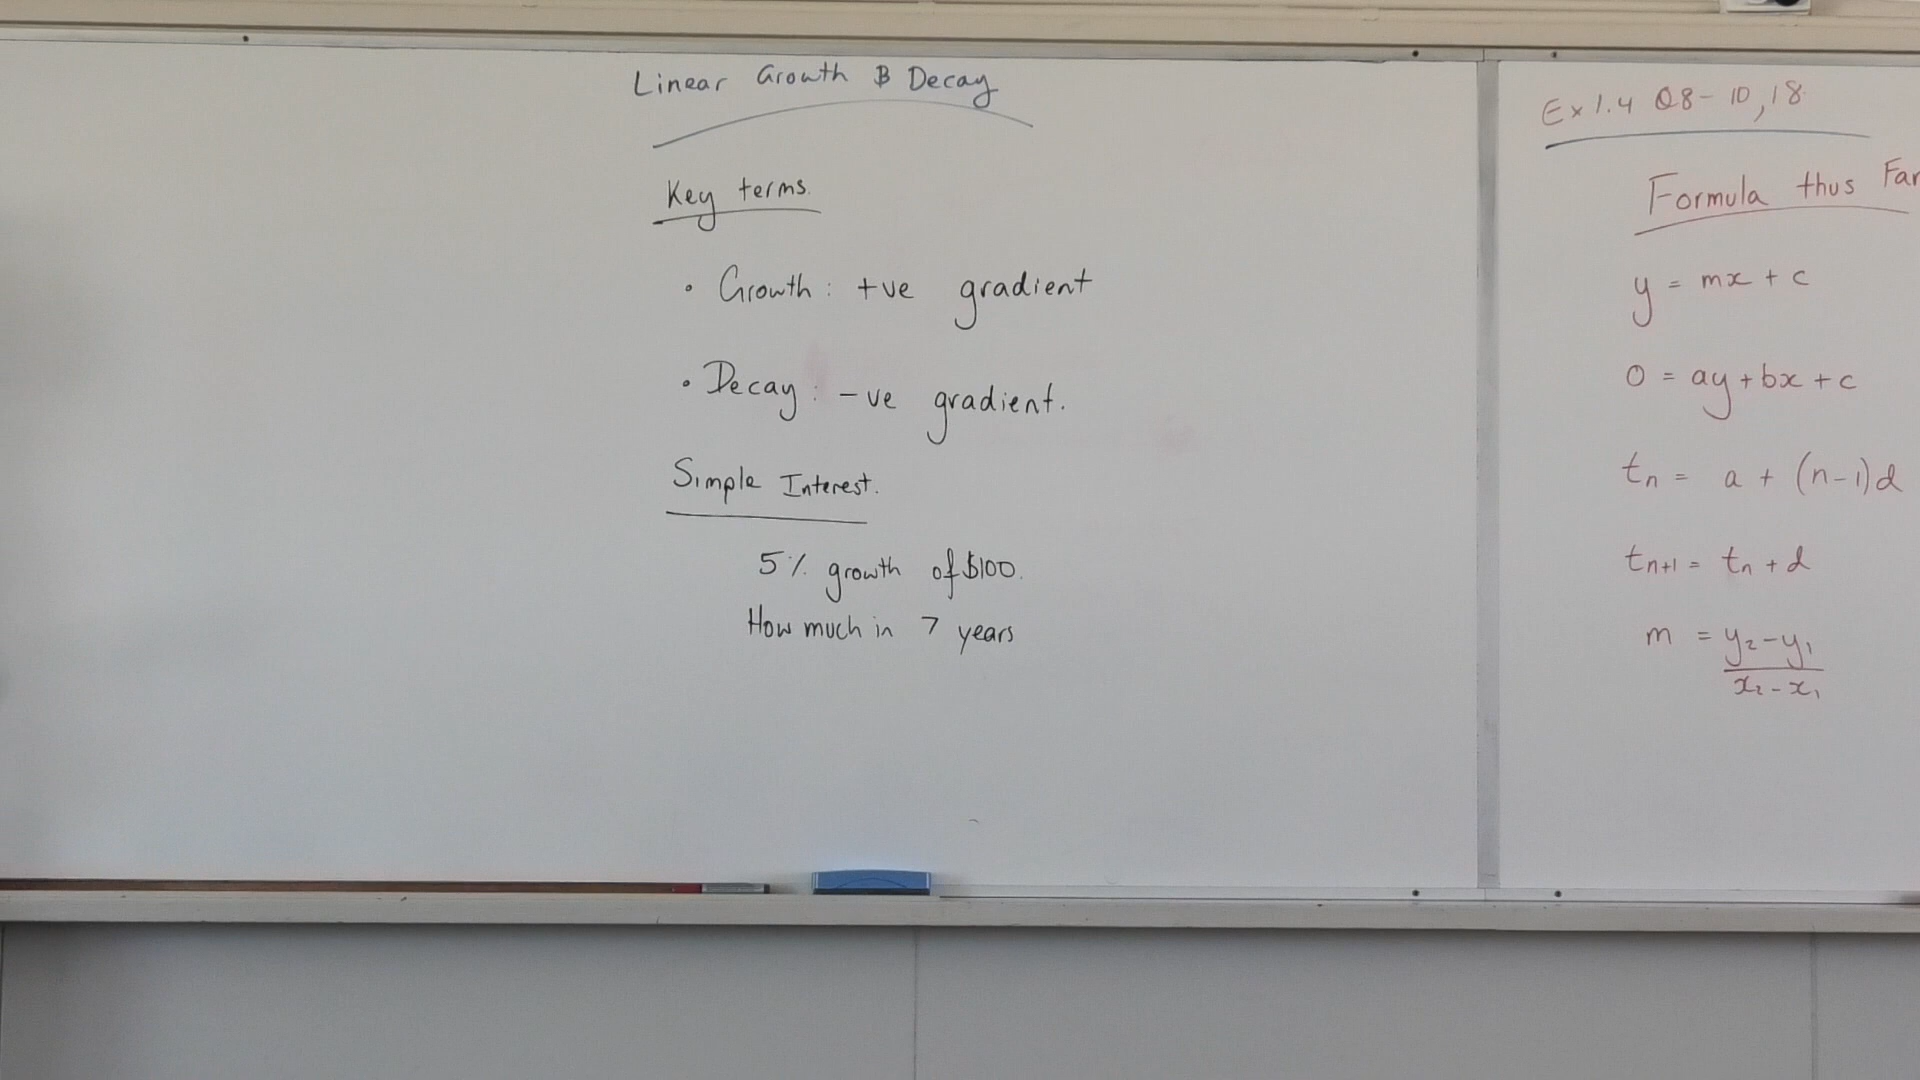 Linear Growth & Decay
Key terms.
• Growth: +ve gradient
• Decay: -ve gradient.
Simple Interest.
5% growth of $100.
How much in 7 years
Ex 1.4 Q8-10, 18
Formula thus Far
y = mx + c
0 = ay + bx + c
tₙ = a + (n-1)d
tₙ₊₁ = tₙ + d
m = y₂-y₁
x₂-x₁